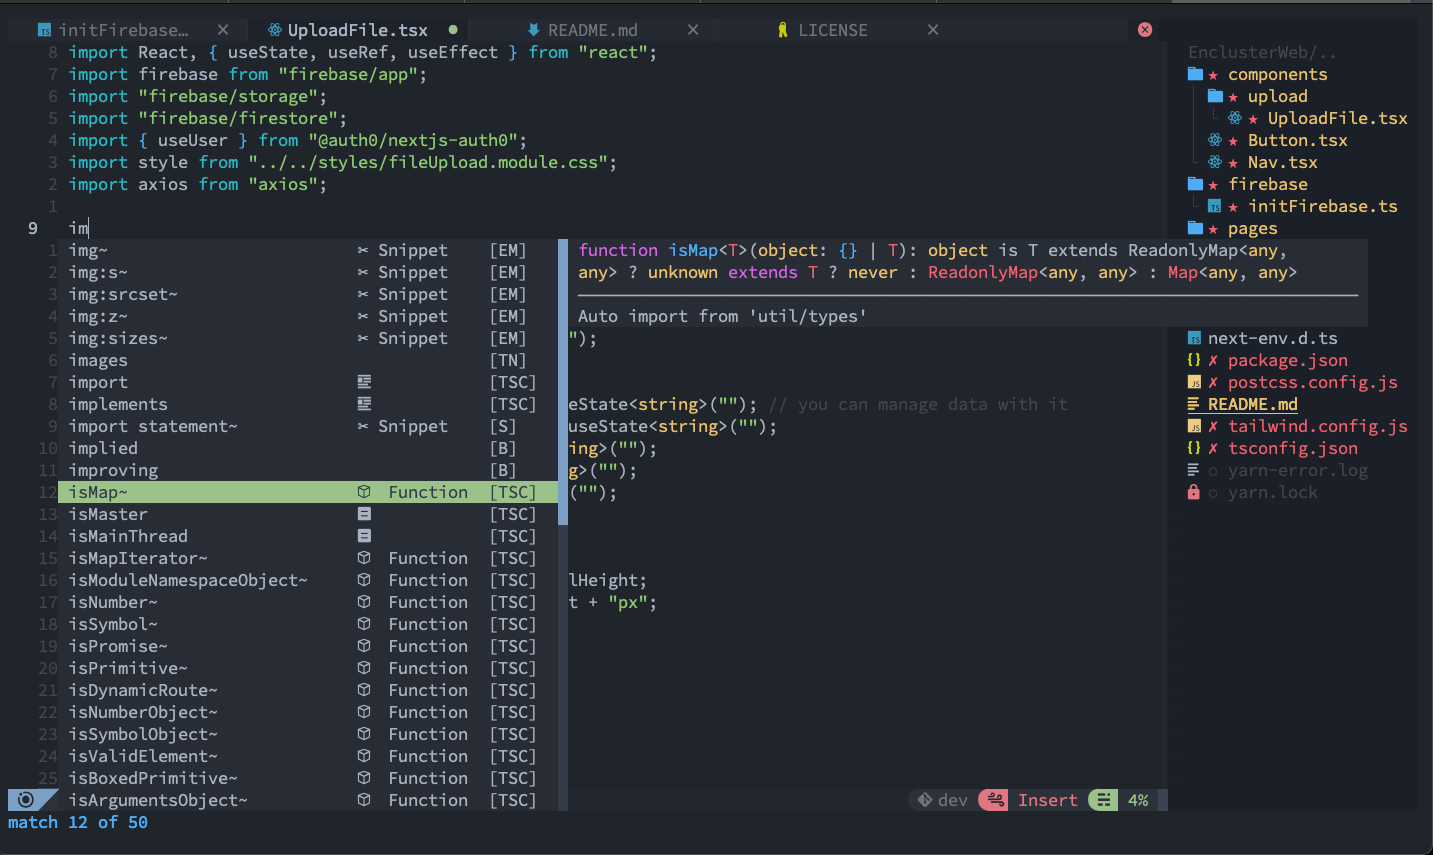 initFirebase…
UploadFile.tsx
README.md
LICENSE
8 import React, { useState, useRef, useEffect } from "react";
7 import firebase from "firebase/app";
6 import "firebase/storage";
5 import "firebase/firestore";
4 import { useUser } from "@auth0/nextjs-auth0";
3 import style from "../../styles/fileUpload.module.css";
2 import axios from "axios";
1
9 im
1 img~ Snippet [EM]
2 img:s~ Snippet [EM]
3 img:srcset~ Snippet [EM]
4 img:z~ Snippet [EM]
5 img:sizes~ Snippet [EM] ");
6 images [TN]
7 import [TSC]
8 implements [TSC] eState<string>(""); // you can manage data with it
9 import statement~ Snippet [S] useState<string>("");
10 implied [B] ing>("");
11 improving [B] g>("");
12 isMap~ Function [TSC] ("");
13 isMaster [TSC]
14 isMainThread [TSC]
15 isMapIterator~ Function [TSC]
16 isModuleNamespaceObject~ Function [TSC] lHeight;
17 isNumber~ Function [TSC] t + "px";
18 isSymbol~ Function [TSC]
19 isPromise~ Function [TSC]
20 isPrimitive~ Function [TSC]
21 isDynamicRoute~ Function [TSC]
22 isNumberObject~ Function [TSC]
23 isSymbolObject~ Function [TSC]
24 isValidElement~ Function [TSC]
25 isBoxedPrimitive~ Function [TSC]
isArgumentsObject~ Function [TSC]
function isMap<T>(object: {} | T): object is T extends ReadonlyMap<any,
any> ? unknown extends T ? never : ReadonlyMap<any, any> : Map<any, any>
Auto import from 'util/types'
EnclusterWeb/..
components
upload
UploadFile.tsx
Button.tsx
Nav.tsx
firebase
TS initFirebase.ts
pages
TS next-env.d.ts
{} ✗ package.json
JS ✗ postcss.config.js
README.md
JS ✗ tailwind.config.js
{} ✗ tsconfig.json
yarn-error.log
yarn.lock
dev Insert 4%
match 12 of 50